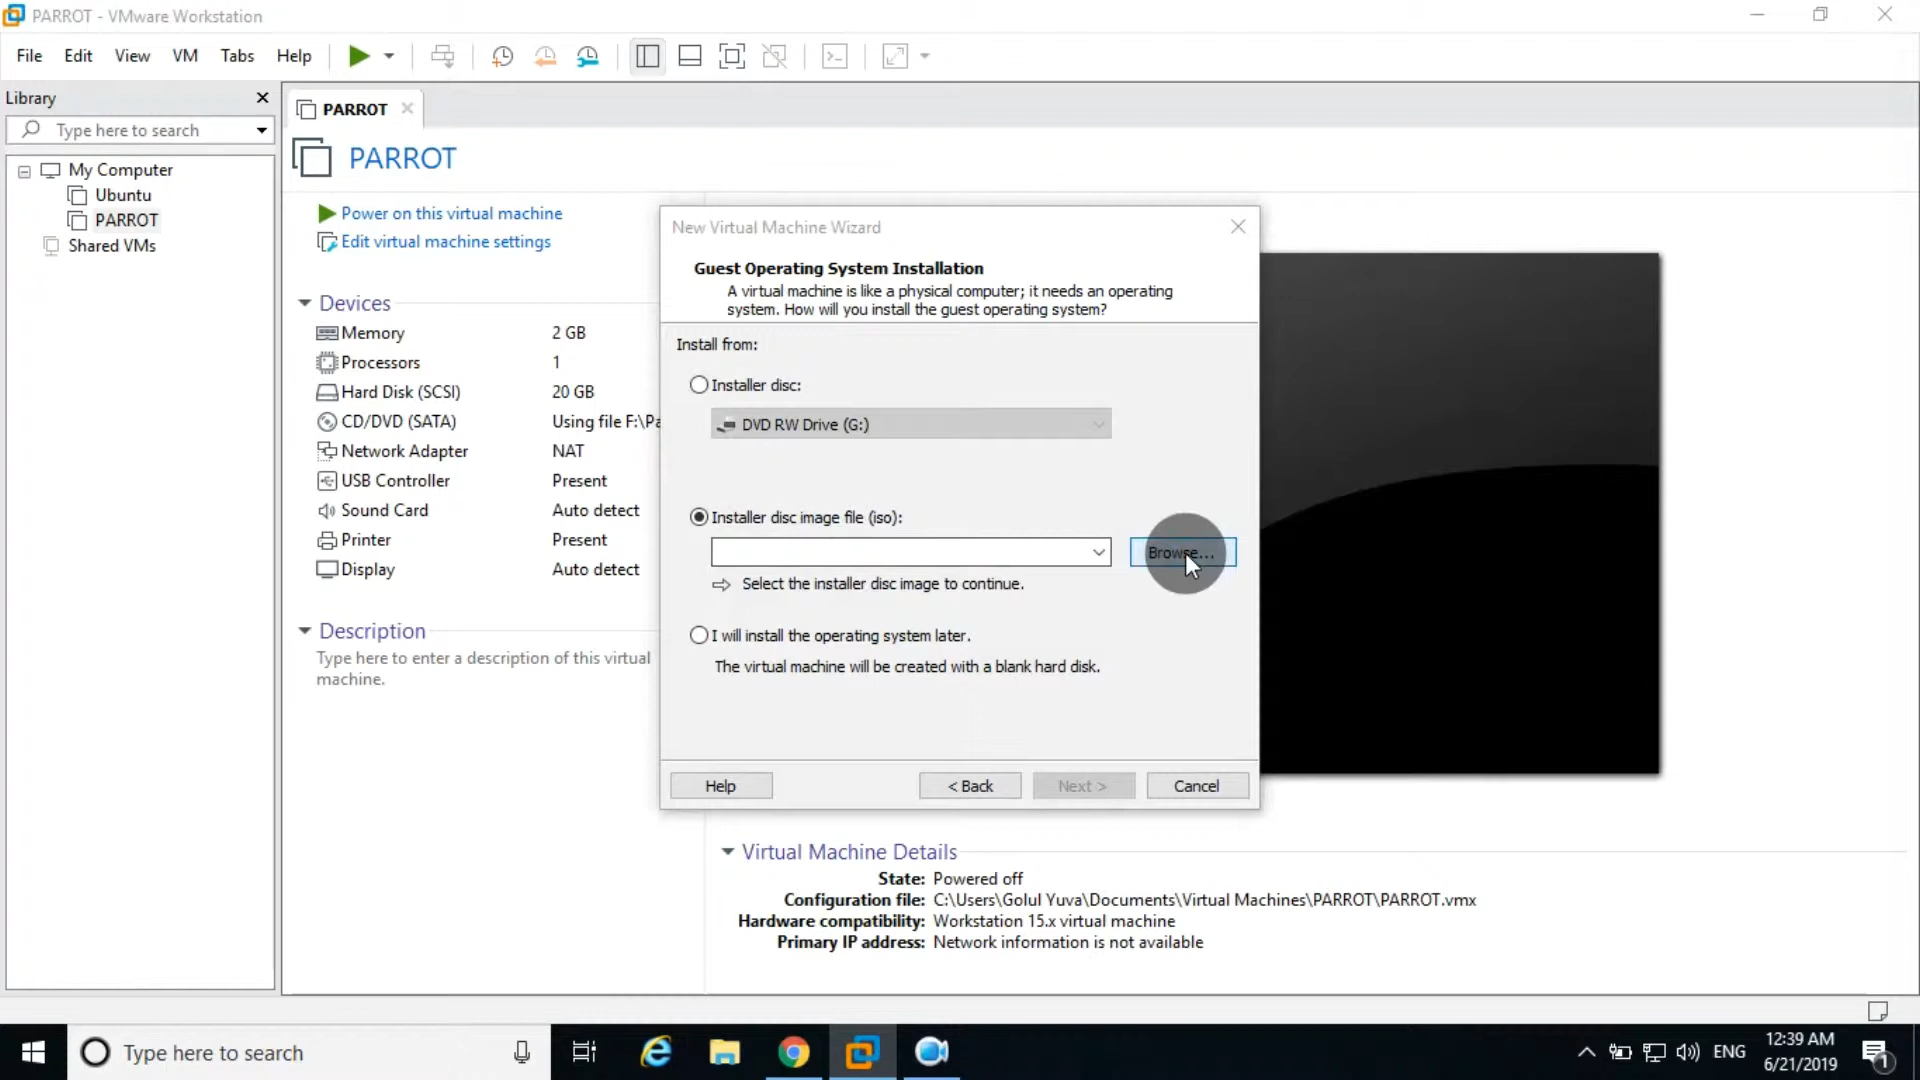 PARROT - VMware Workstation
File Edit View VM Tabs Help
Library
Type here to search
My Computer
Ubuntu
PARROT
Shared VMs
PARROT
PARROT
Power on this virtual machine
Edit virtual machine settings
Devices
Memory 2 GB
Processors 1
Hard Disk (SCSI) 20 GB
CD/DVD (SATA) Using file F:\Pa
Network Adapter NAT
USB Controller Present
Sound Card Auto detect
Printer Present
Display Auto detect
Description
Type here to enter a description of this virtual
machine.
New Virtual Machine Wizard
Guest Operating System Installation
A virtual machine is like a physical computer; it needs an operating
system. How will you install the guest operating system?
Install from:
Installer disc:
DVD RW Drive (G:)
Installer disc image file (iso):
Browse...
Select the installer disc image to continue.
I will install the operating system later.
The virtual machine will be created with a blank hard disk.
Help < Back Next > Cancel
Virtual Machine Details
State: Powered off
Configuration file: C:\Users\Golul Yuva\Documents\Virtual Machines\PARROT\PARROT.vmx
Hardware compatibility: Workstation 15.x virtual machine
Primary IP address: Network information is not available
Type here to search
ENG
12:39 AM
6/21/2019
1